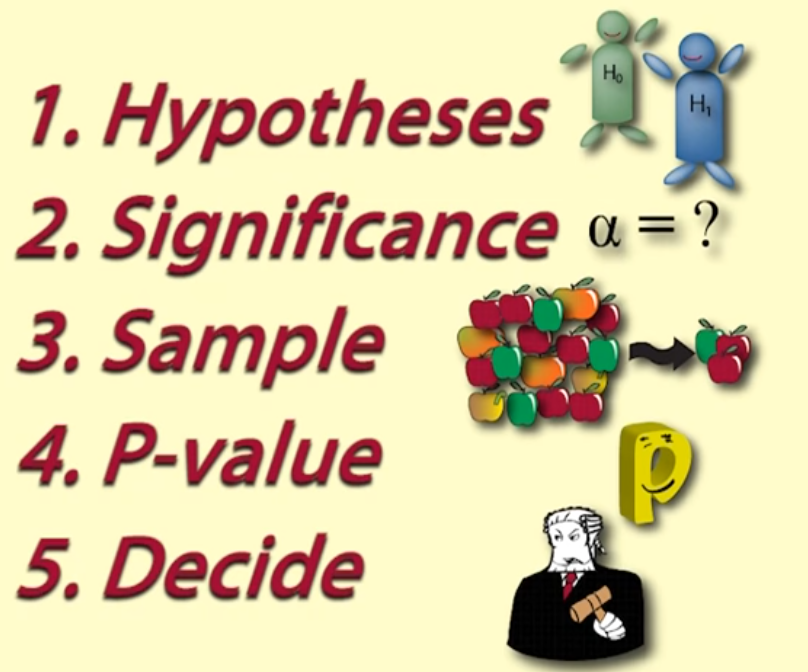 1. Hypotheses
H₀
H₁
2. Significance α = ?
3. Sample
4. P-value
P
5. Decide